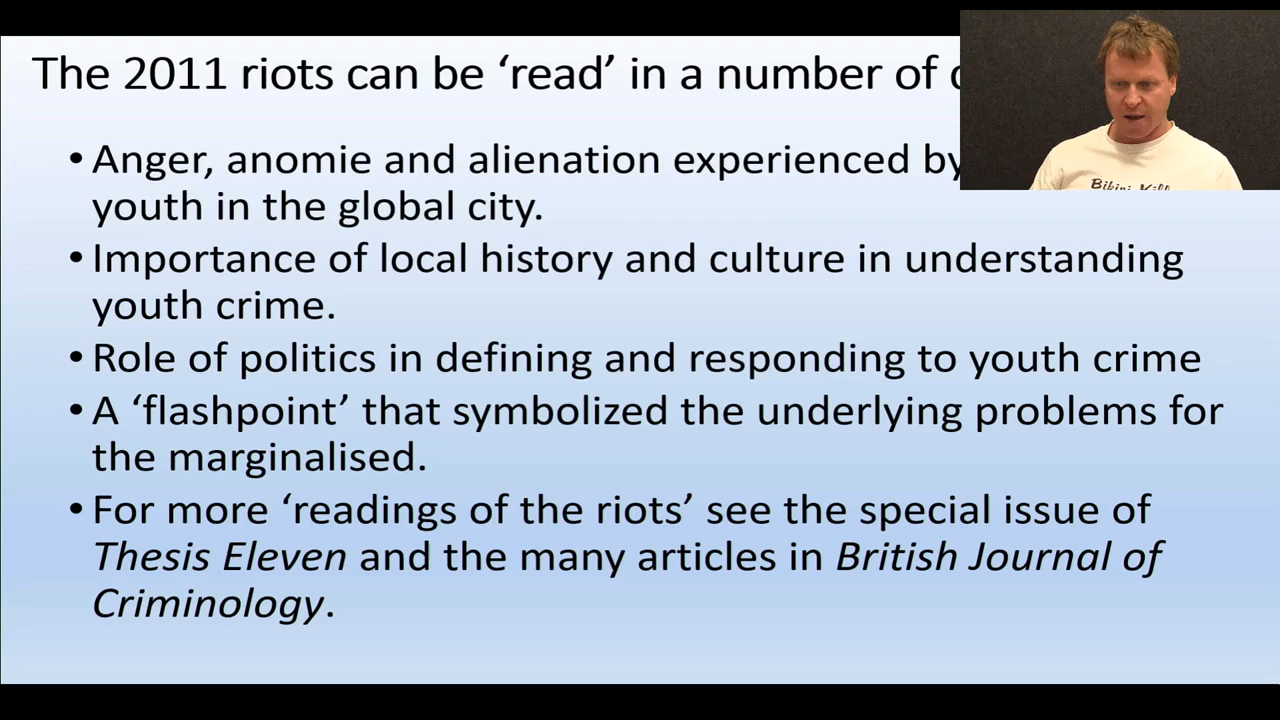 The 2011 riots can be ‘read’ in a number of
• Anger, anomie and alienation experienced by
youth in the global city.
• Importance of local history and culture in understanding
youth crime.
• Role of politics in defining and responding to youth crime
• A ‘flashpoint’ that symbolized the underlying problems for
the marginalised.
• For more ‘readings of the riots’ see the special issue of
Thesis Eleven and the many articles in British Journal of
Criminology.
Bikini Kill